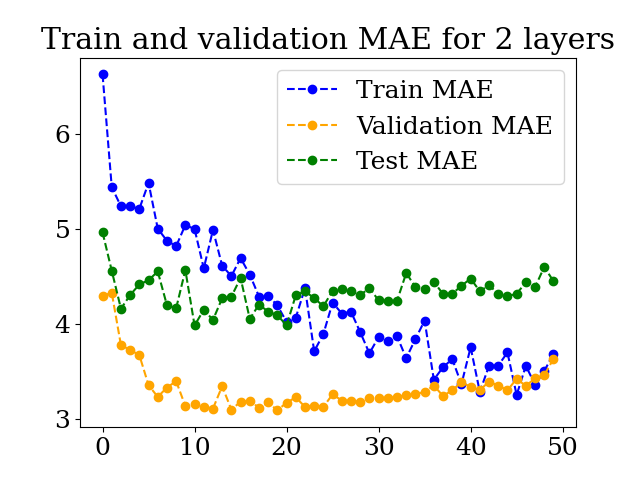 Train and validation MAE for 2 layers
Train MAE
Validation MAE
Test MAE
6
5
4
3
0 10 20 30 40 50